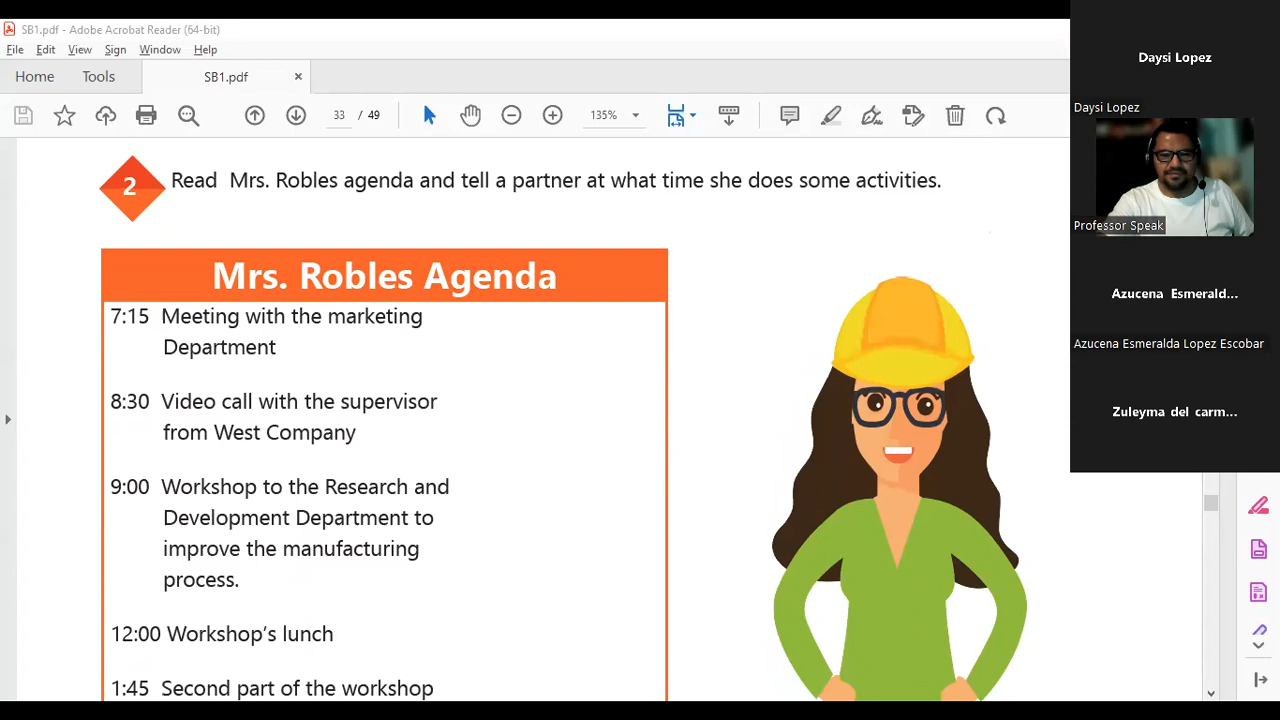 SB1.pdf - Adobe Acrobat Reader (64-bit)
File Edit View Sign Window Help
Home Tools SB1.pdf ×
33 / 49 135%
2 Read Mrs. Robles agenda and tell a partner at what time she does some activities.
Mrs. Robles Agenda
7:15 Meeting with the marketing
Department
8:30 Video call with the supervisor
from West Company
9:00 Workshop to the Research and
Development Department to
improve the manufacturing
process.
12:00 Workshop's lunch
1:45 Second part of the workshop
Daysi Lopez
Daysi Lopez
Professor Speak
Azucena Esmerald...
Azucena Esmeralda Lopez Escobar
Zuleyma del carm...